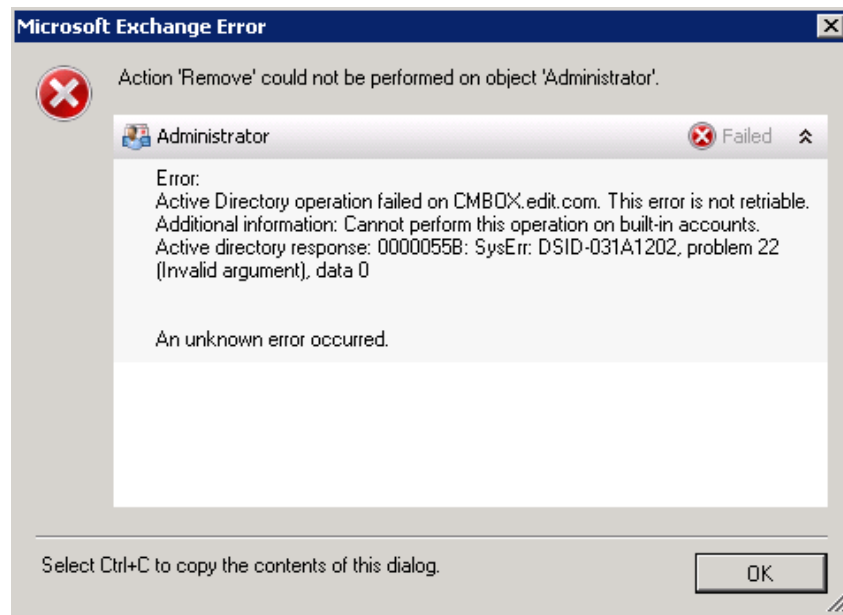 Microsoft Exchange Error
Action 'Remove' could not be performed on object 'Administrator'.
Administrator
Failed
Error:
Active Directory operation failed on CMBOX.edit.com. This error is not retriable.
Additional information: Cannot perform this operation on built-in accounts.
Active directory response: 0000055B: SysErr: DSID-031A1202, problem 22
(Invalid argument), data 0
An unknown error occurred.
Select Ctrl+C to copy the contents of this dialog.
OK